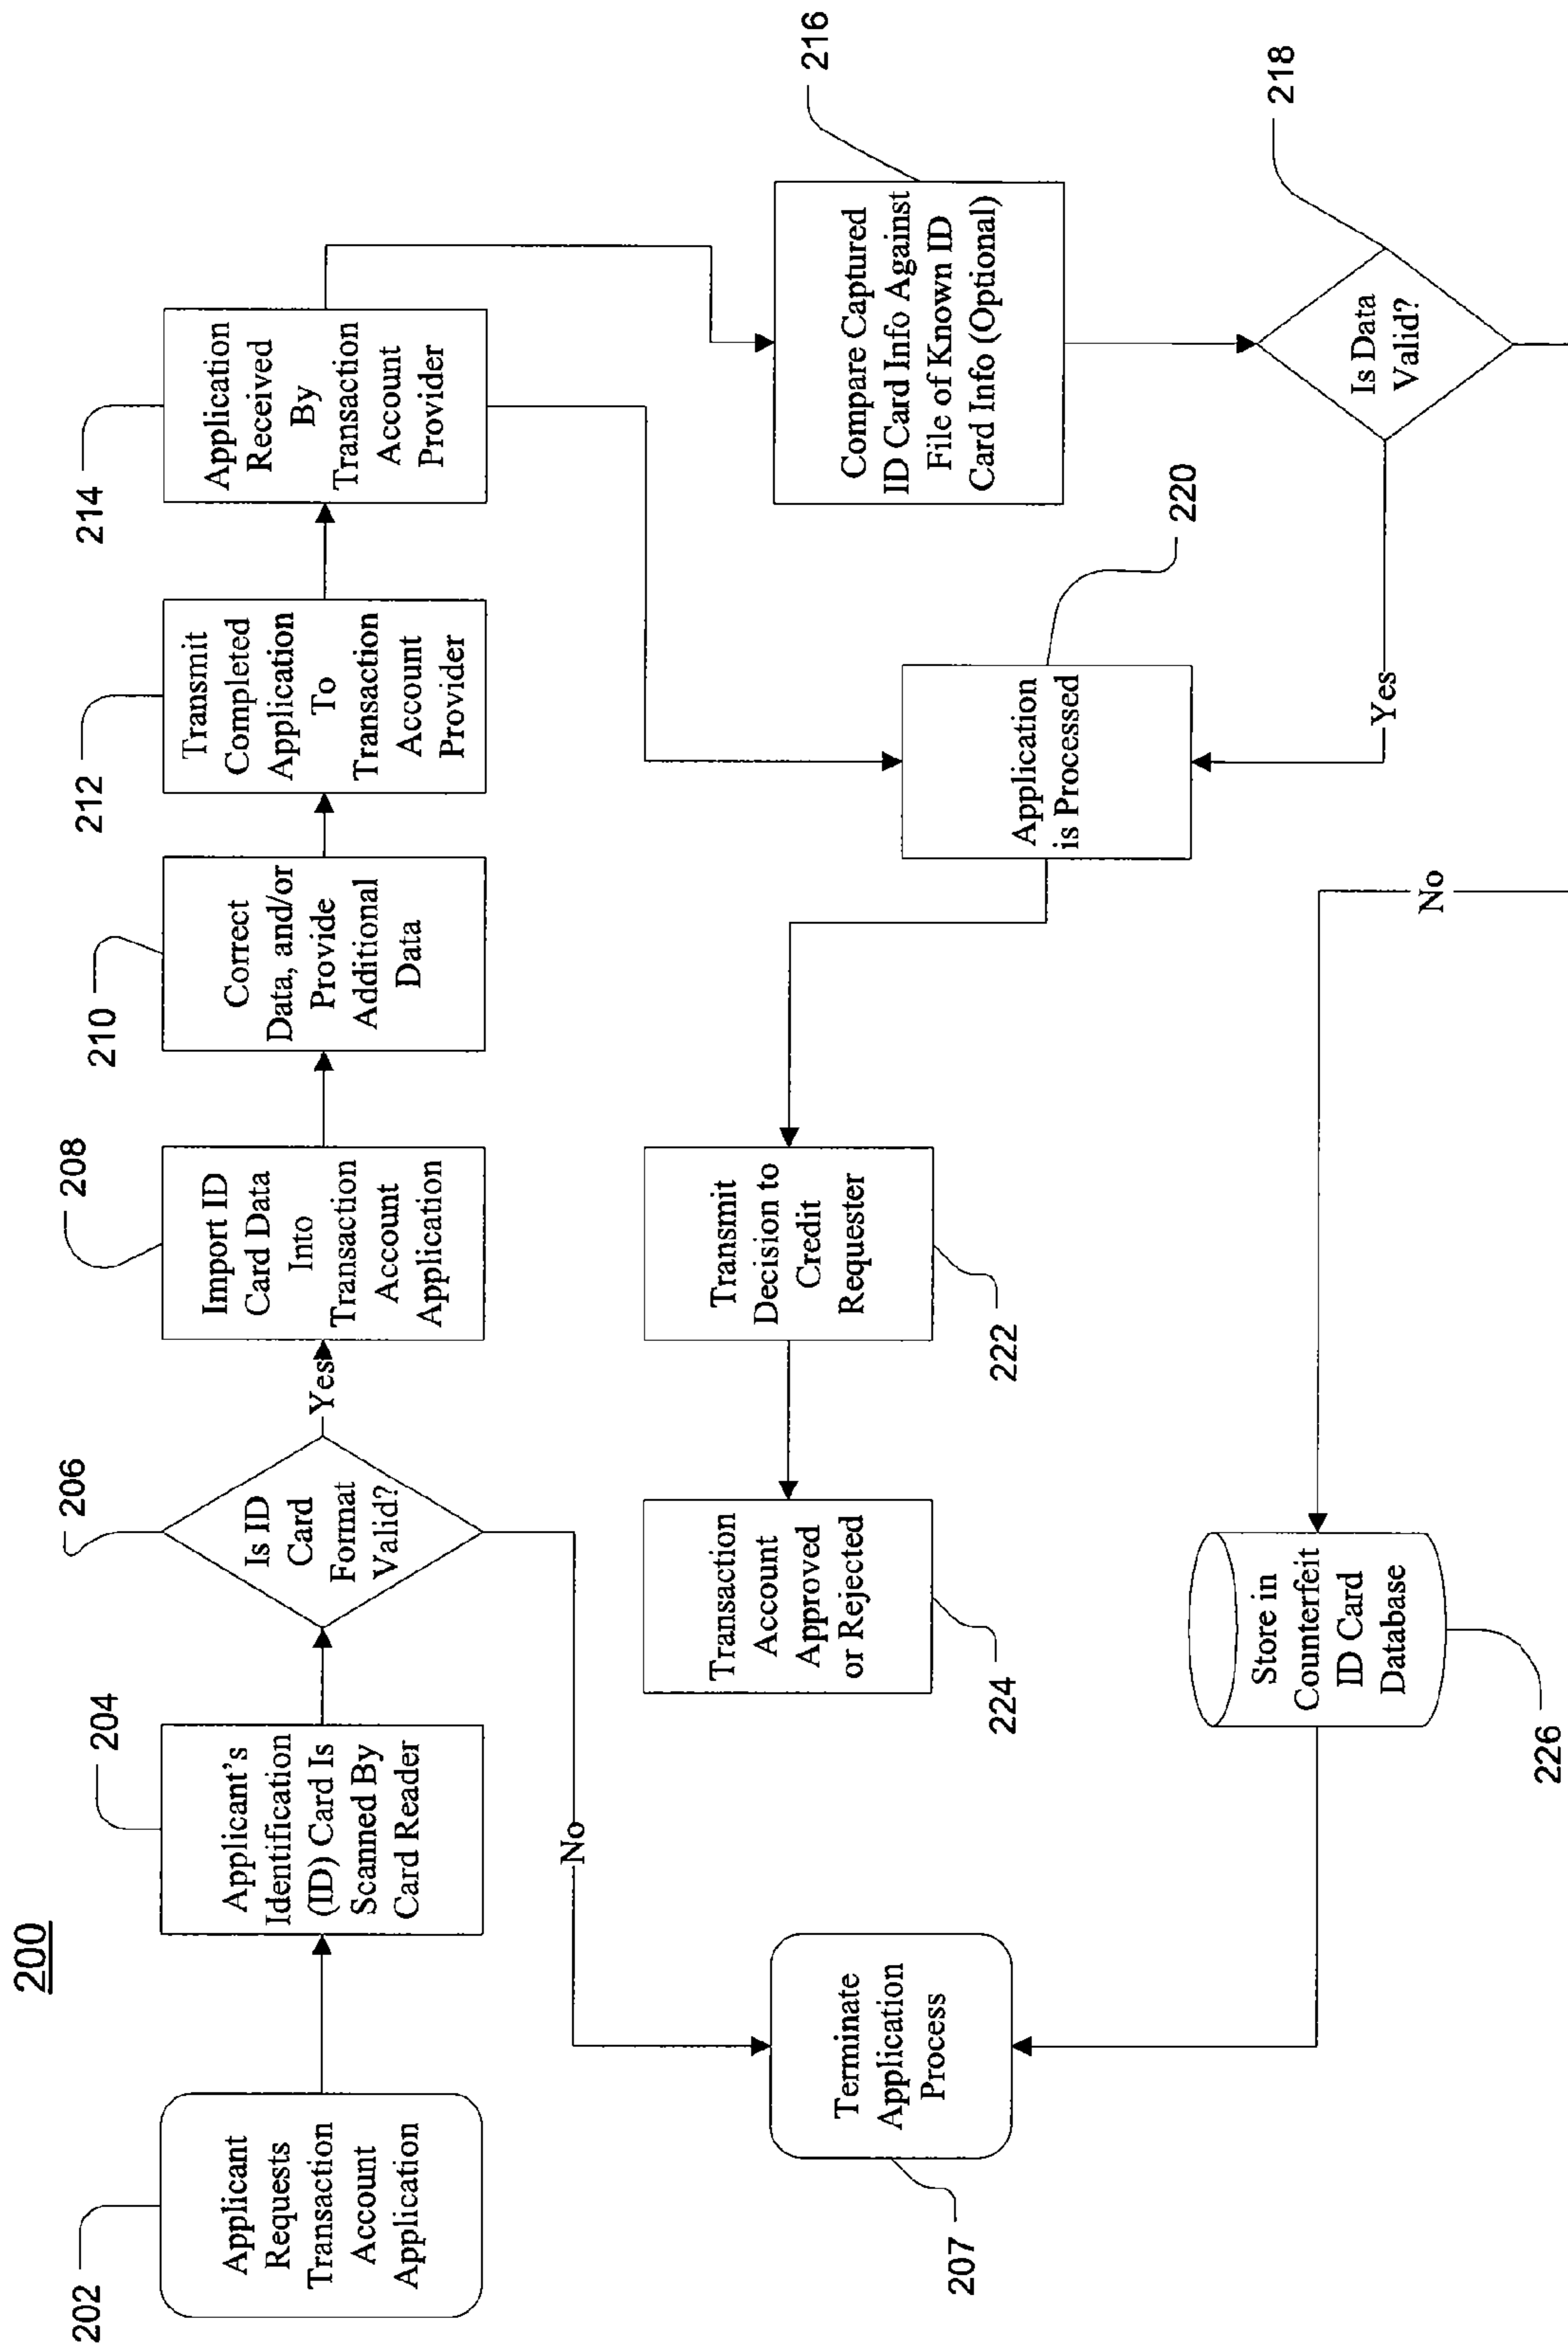 200
202
Applicant
Requests
Transaction
Account
Application
204
Applicant's
Identification
(ID) Card Is
Scanned By
Card Reader
206
Is ID
Card
Format
Valid?
Yes
No
208
Import ID
Card Data
Into
Transaction
Account
Application
210
Correct
Data, and/or
Provide
Additional
Data
212
Transmit
Completed
Application
To
Transaction
Account
Provider
214
Application
Received
By
Transaction
Account
Provider
216
Compare Captured
ID Card Info Against
File of Known ID
Card Info (Optional)
218
Is Data
Valid?
Yes
No
220
Application
is Processed
222
Transmit
Decision to
Credit
Requester
224
Transaction
Account
Approved
or Rejected
207
Terminate
Application
Process
226
Store in
Counterfeit
ID Card
Database